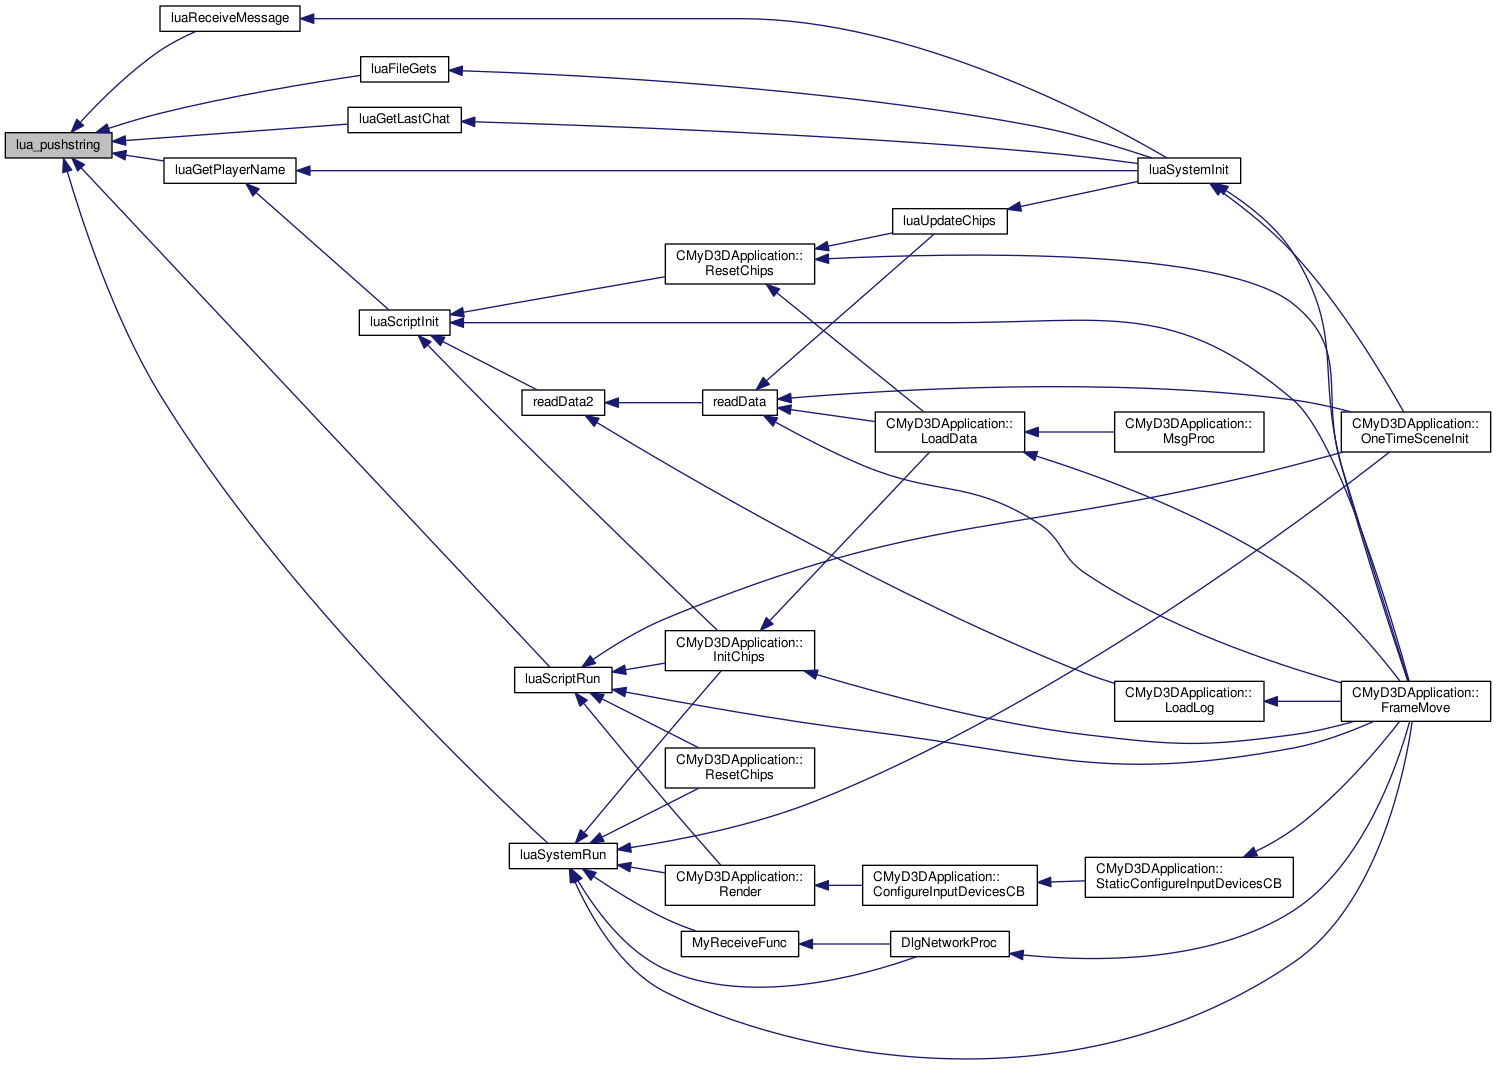 luaReceiveMessage
luaFileGets
luaGetLastChat
lua_pushstring
luaGetPlayerName
luaSystemInit
luaUpdateChips
CMyD3DApplication::
ResetChips
luaScriptInit
readData2
readData
CMyD3DApplication::
LoadData
CMyD3DApplication::
MsgProc
CMyD3DApplication::
OneTimeSceneInit
CMyD3DApplication::
InitChips
luaScriptRun
CMyD3DApplication::
LoadLog
CMyD3DApplication::
FrameMove
CMyD3DApplication::
ResetChips
luaSystemRun
CMyD3DApplication::
Render
CMyD3DApplication::
ConfigureInputDevicesCB
CMyD3DApplication::
StaticConfigureInputDevicesCB
MyReceiveFunc
DlgNetworkProc